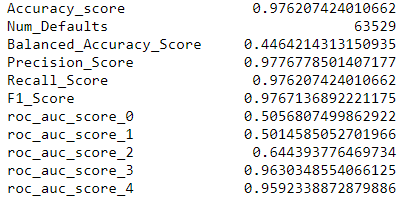 Accuracy_score 0.976207424010662
Num_Defaults 63529
Balanced_Accuracy_Score 0.4464214313150935
Precision_Score 0.9776778501407177
Recall_Score 0.976207424010662
F1_Score 0.9767136892221175
roc_auc_score_0 0.5056807499862922
roc_auc_score_1 0.5014585052701966
roc_auc_score_2 0.644393776469734
roc_auc_score_3 0.9630348554066125
roc_auc_score_4 0.9592338872879886